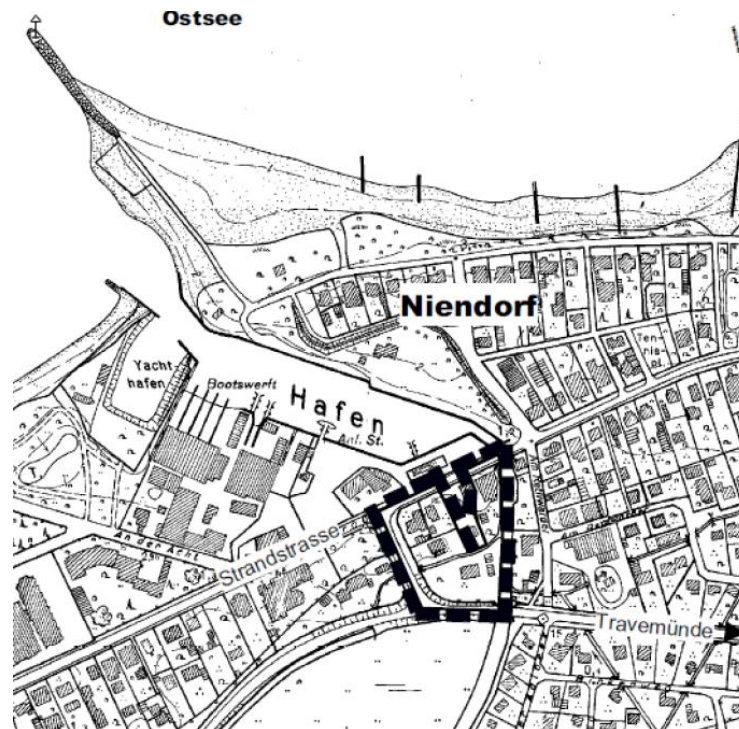 Ostsee
Niendorf
Yacht-
hafen
Bootswerft
Hafen
Anl. St.
Ten-
nis-
pl.
An der Acht
Strandstrasse
Travemünde